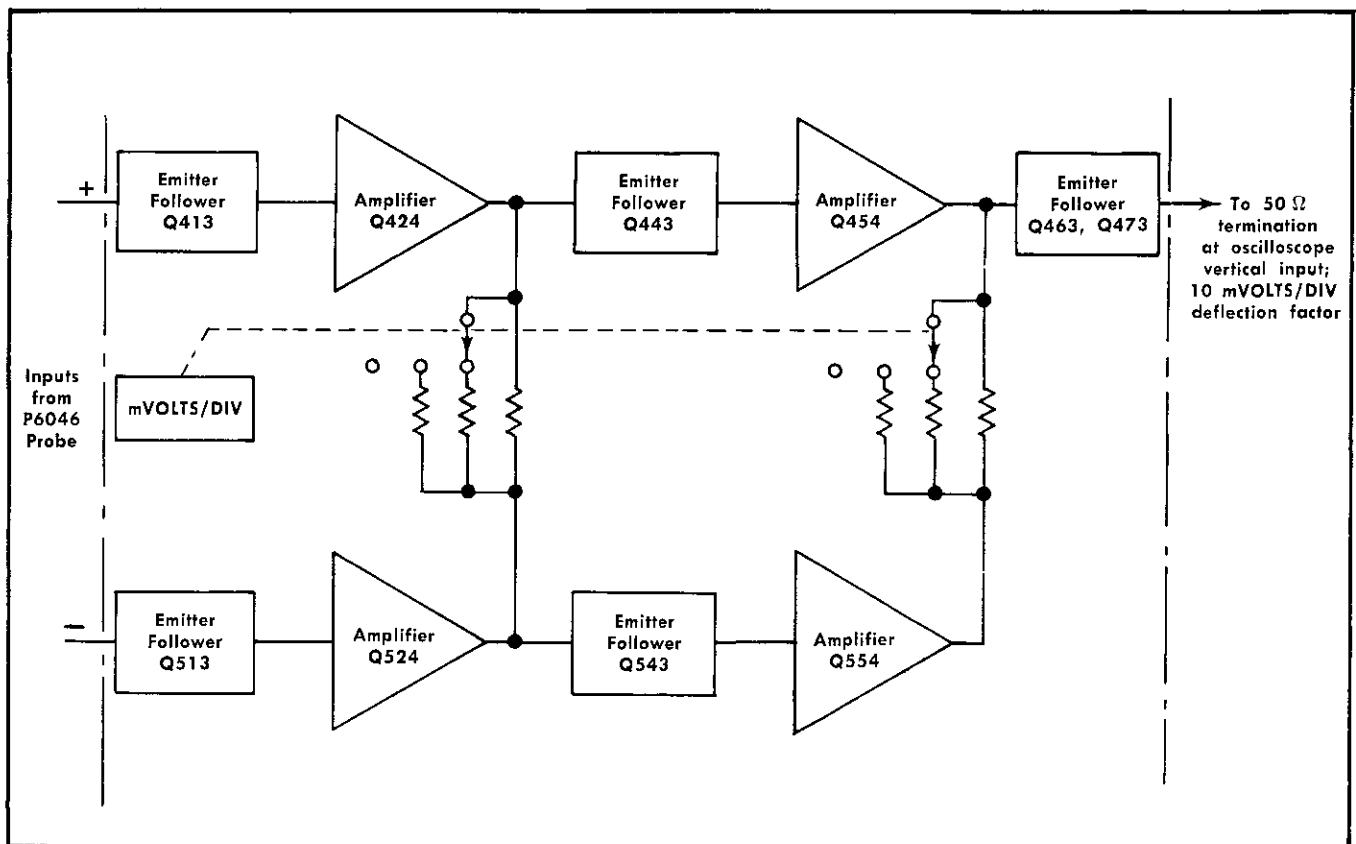 +
Emitter
Follower
Q413
Amplifier
Q424
Emitter
Follower
Q443
Amplifier
Q454
Emitter
Follower
Q463, Q473
To 50 Ω
termination
at oscilloscope
vertical input;
10 mVOLTS/DIV
deflection factor
Inputs
from
P6046
Probe
mVOLTS/DIV
–
Emitter
Follower
Q513
Amplifier
Q524
Emitter
Follower
Q543
Amplifier
Q554